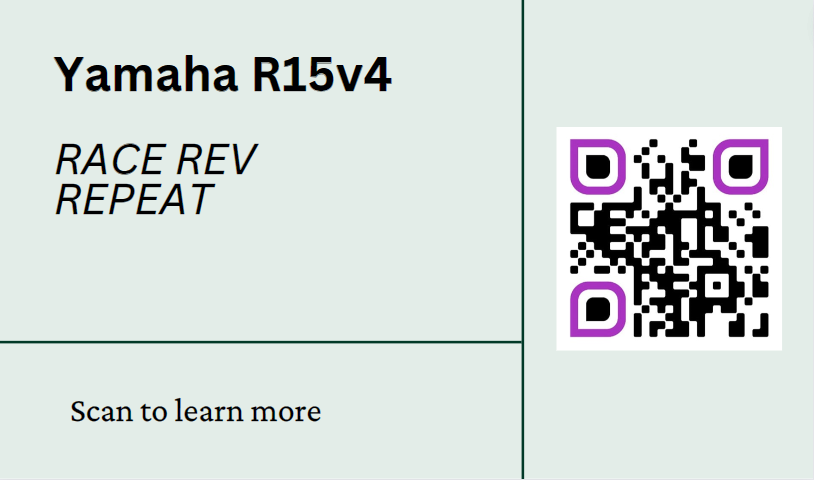 Yamaha R15v4
RACE REV
REPEAT
Scan to learn more